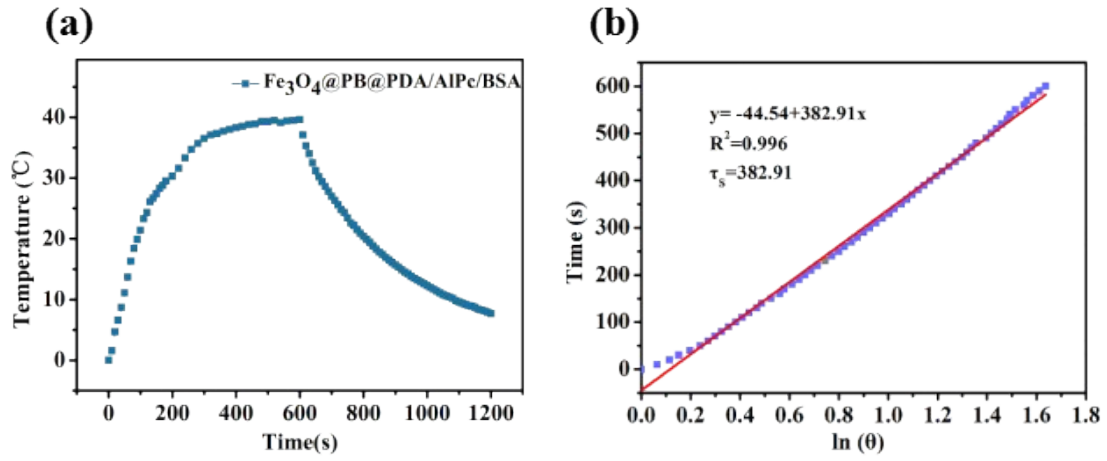 (a)
Fe3O4@PB@PDA/AlPc/BSA
40
30
20
10
0
Temperature (℃)
0 200 400 600 800 1000 1200
Time(s)
(b)
y= -44.54+382.91x
R²=0.996
τs=382.91
600
500
400
300
200
100
0
Time (s)
0.0 0.2 0.4 0.6 0.8 1.0 1.2 1.4 1.6 1.8
ln (θ)